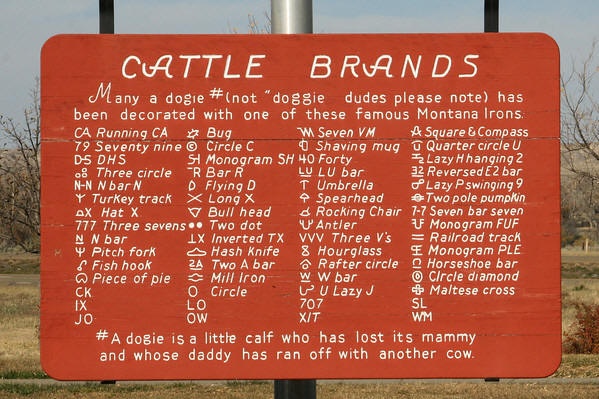 CATTLE BRANDS
Many a dogie # (not "doggie dudes please note) has
been decorated with one of these famous Montana Irons.
CA Running CA
79 Seventy nine
D-S DHS
Three circle
N-N N bar N
Turkey track
X Hat X
777 Three sevens
N N bar
Pitch fork
Fish hook
Piece of pie
CK
IX
JO
Bug
© Circle C
SH Monogram SH
R Bar R
D Flying D
X Long X
Bull head
•• Two dot
⊥X Inverted TX
Hash knife
2A Two A bar
Mill Iron
O Circle
LO
OW
VM Seven VM
Shaving mug
40 Forty
LU LU bar
Umbrella
Spearhead
Rocking Chair
Antler
VVV Three V's
Hourglass
Rafter circle
W W bar
U Lazy J
707
XIT
Square & Compass
Quarter circle U
Lazy H hanging 2
Reversed E2 bar
Lazy P swinging 9
Two pole pumpkin
7-7 Seven bar seven
Monogram FUF
Railroad track
Monogram PLE
Horseshoe bar
Circle diamond
Maltese cross
SL
WM
# A dogie is a little calf who has lost its mammy
and whose daddy has ran off with another cow.